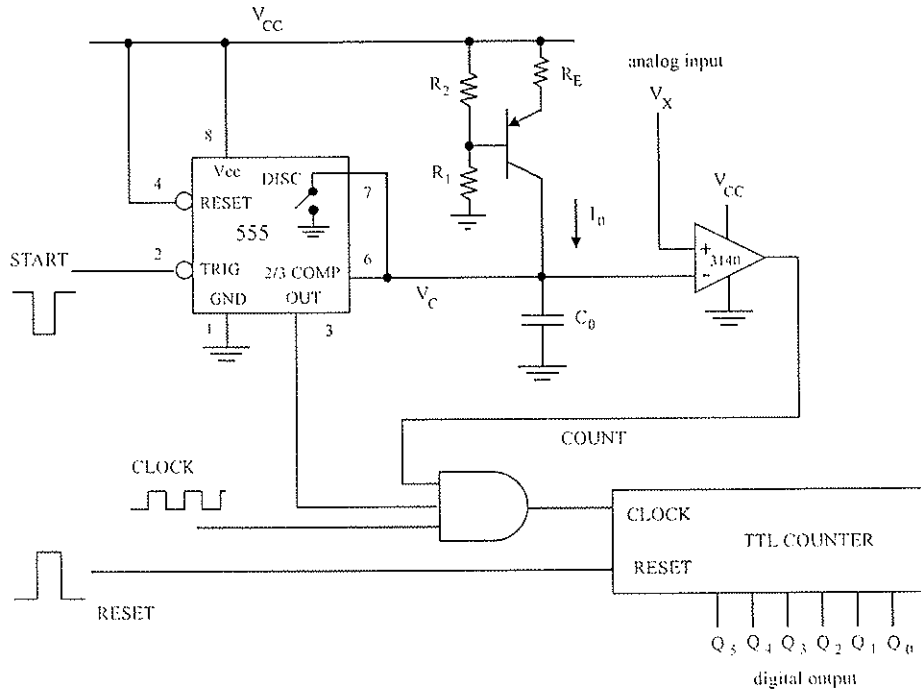 V_CC
analog input
R_2
R_E
V_X
8
Vcc
4
DISC
7
R_1
V_CC
RESET
I_0
555
START
2
+
3140
-
TRIG
2/3 COMP
6
V_C
GND
OUT
C_0
1
3
COUNT
CLOCK
CLOCK
TTL COUNTER
RESET
RESET
Q_5 Q_4 Q_3 Q_2 Q_1 Q_0
digital output